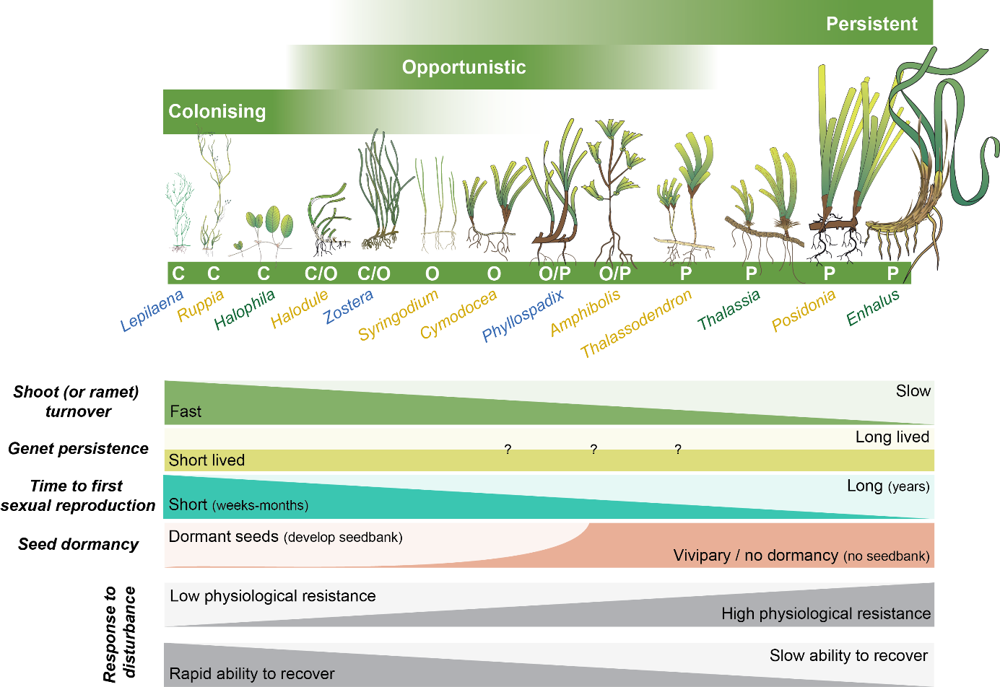 Persistent
Opportunistic
Colonising
C C C C/O C/O O O O/P O/P P P P P
Lepilaena
Ruppia
Halophila
Halodule
Zostera
Syringodium
Cymodocea
Phyllospadix
Amphibolis
Thalassodendron
Thalassia
Posidonia
Enhalus
Shoot (or ramet)
turnover
Fast
Slow
Genet persistence
Short lived
? ? ?
Long lived
Time to first
sexual reproduction
Short (weeks-months)
Long (years)
Seed dormancy
Dormant seeds (develop seedbank)
Vivipary / no dormancy (no seedbank)
Response to
disturbance
Low physiological resistance
High physiological resistance
Rapid ability to recover
Slow ability to recover